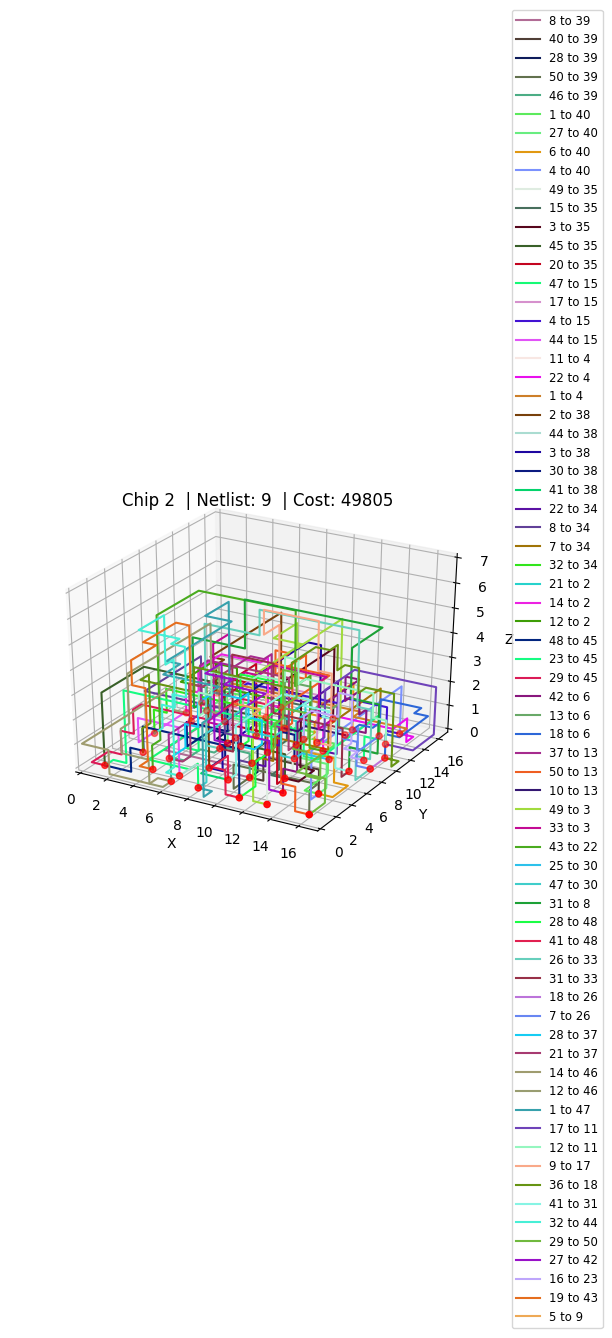 8 to 39
40 to 39
28 to 39
50 to 39
46 to 39
1 to 40
27 to 40
6 to 40
4 to 40
49 to 35
15 to 35
3 to 35
45 to 35
20 to 35
47 to 15
17 to 15
4 to 15
44 to 15
11 to 4
22 to 4
1 to 4
2 to 38
44 to 38
3 to 38
30 to 38
41 to 38
22 to 34
8 to 34
7 to 34
32 to 34
21 to 2
14 to 2
12 to 2
48 to 45
23 to 45
29 to 45
42 to 6
13 to 6
18 to 6
37 to 13
50 to 13
10 to 13
49 to 3
33 to 3
43 to 22
25 to 30
47 to 30
31 to 8
28 to 48
41 to 48
26 to 33
31 to 33
18 to 26
7 to 26
28 to 37
21 to 37
14 to 46
12 to 46
1 to 47
17 to 11
12 to 11
9 to 17
36 to 18
41 to 31
32 to 44
29 to 50
27 to 42
16 to 23
19 to 43
5 to 9
Chip 2 | Netlist: 9 | Cost: 49805
7
6
5
4
3
2
1
0
Z
16
14
12
10
8
6
4
2
0
Y
0
2
4
6
8
10
12
14
16
X